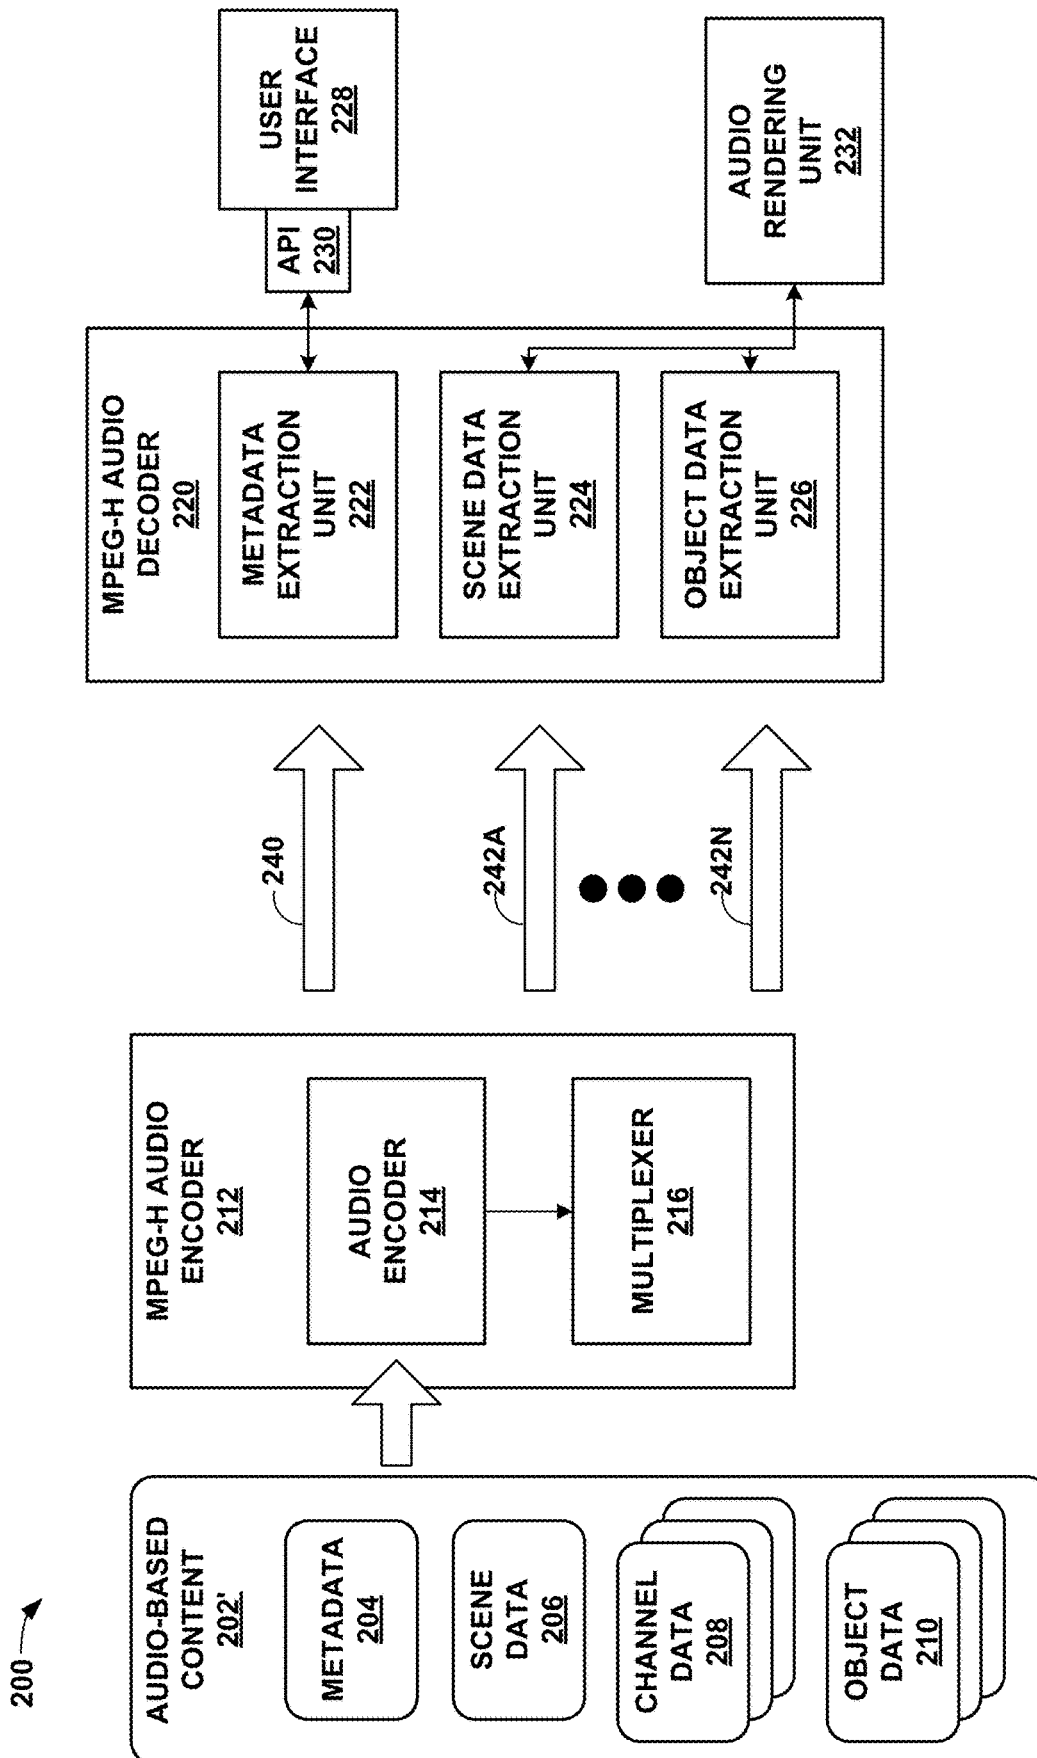 200
AUDIO-BASED
CONTENT
202'
METADATA
204
SCENE
DATA
206
CHANNEL
DATA
208
OBJECT
DATA
210
MPEG-H AUDIO
ENCODER
212
AUDIO
ENCODER
214
MULTIPLEXER
216
240
242A
242N
MPEG-H AUDIO
DECODER
220
METADATA
EXTRACTION
UNIT
222
SCENE DATA
EXTRACTION
UNIT
224
OBJECT DATA
EXTRACTION
UNIT
226
API
230
USER
INTERFACE
228
AUDIO
RENDERING
UNIT
232